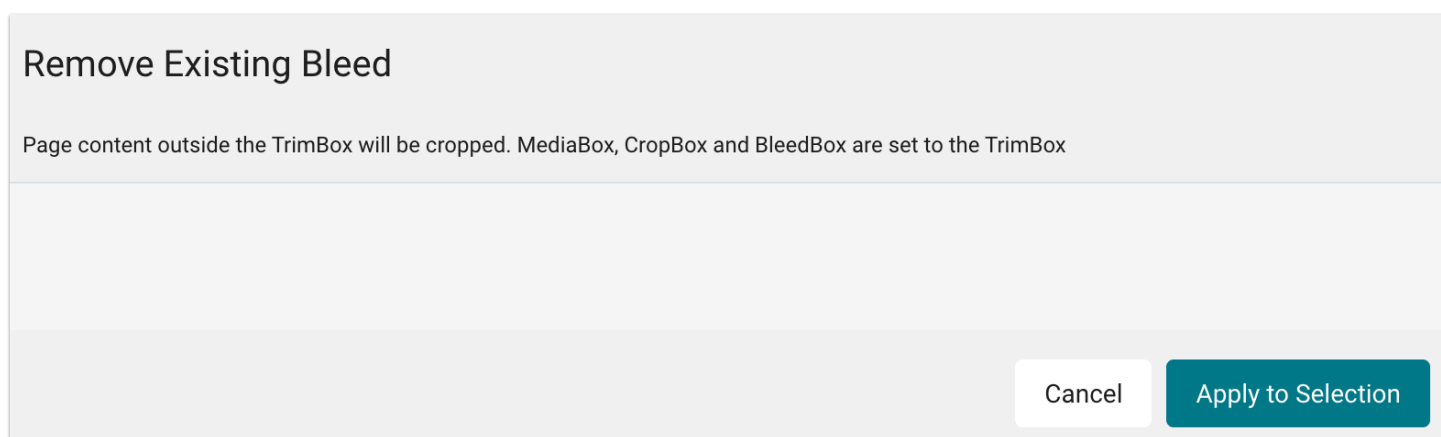 Remove Existing Bleed
Page content outside the TrimBox will be cropped. MediaBox, CropBox and BleedBox are set to the TrimBox
Cancel
Apply to Selection